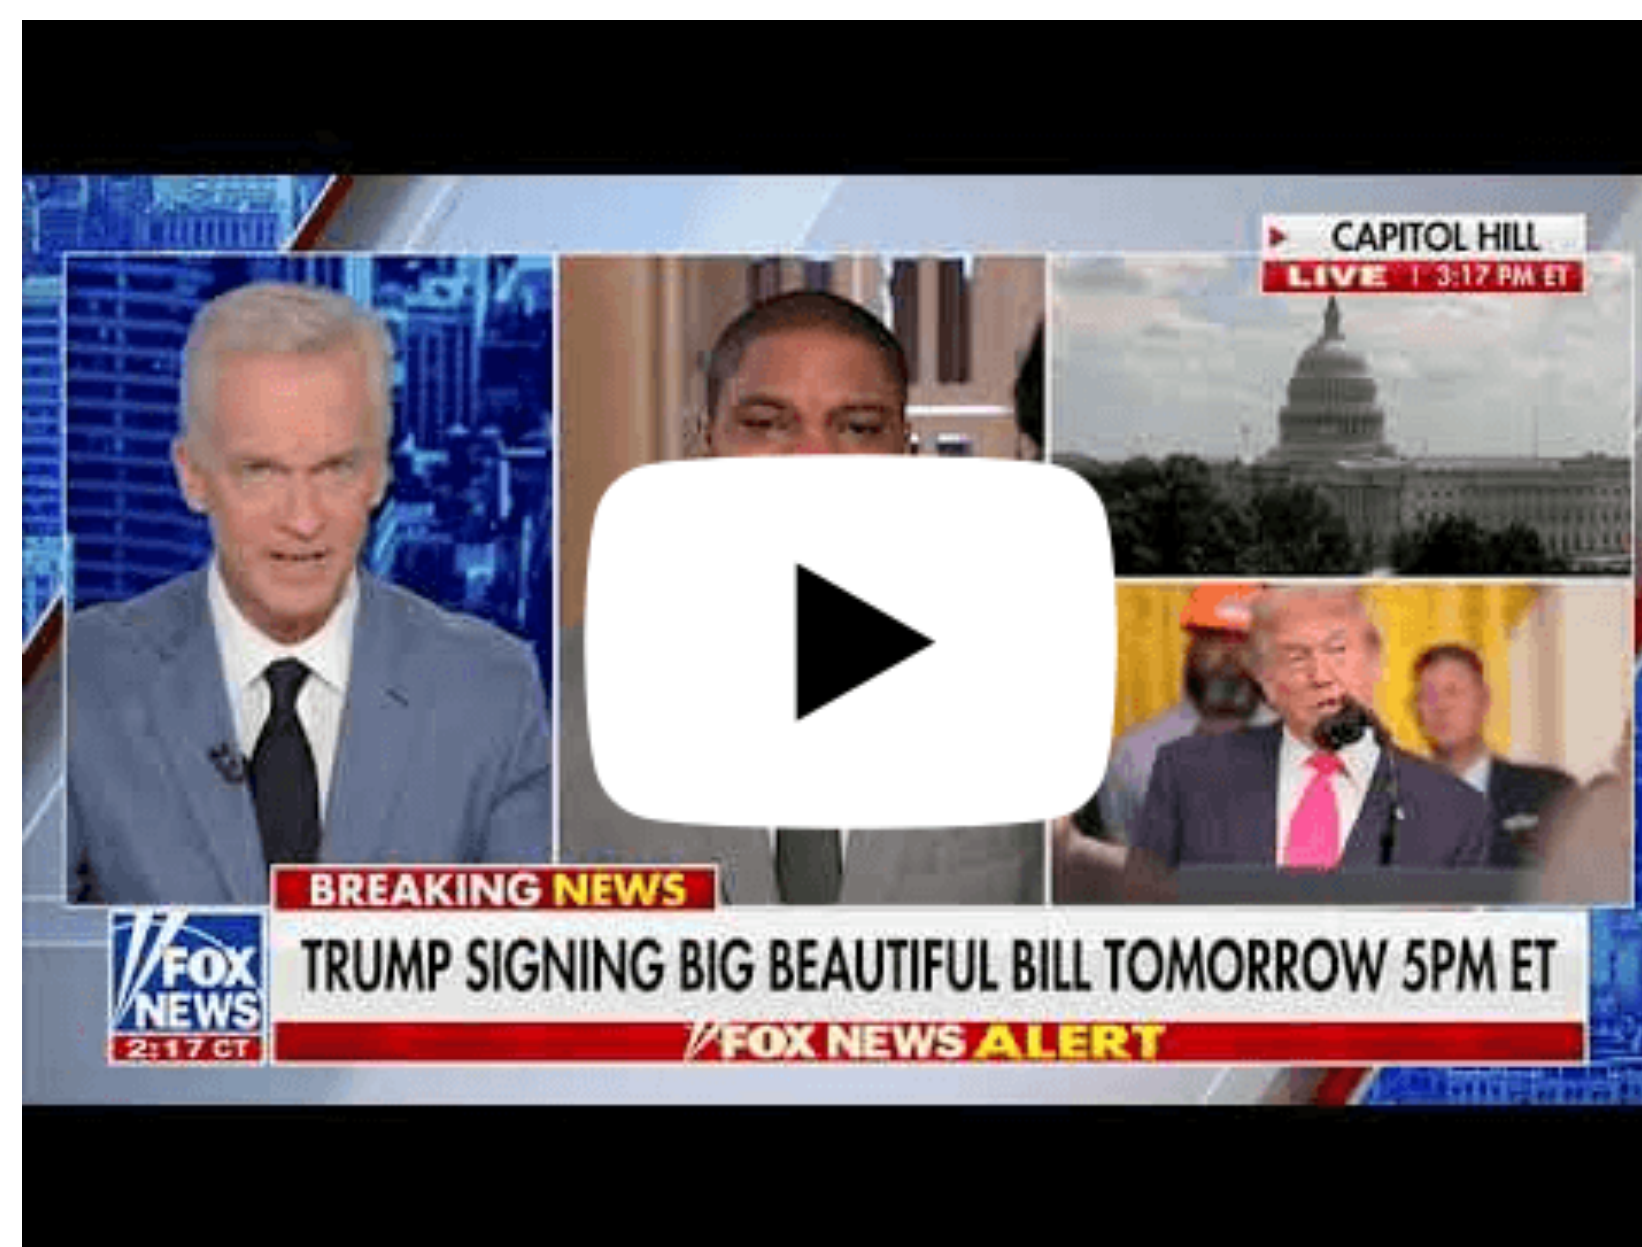 CAPITOL HILL
LIVE | 3:17 PM ET
BREAKING NEWS
FOX
NEWS
2:17 CT
TRUMP SIGNING BIG BEAUTIFUL BILL TOMORROW 5PM ET
FOX NEWS ALERT